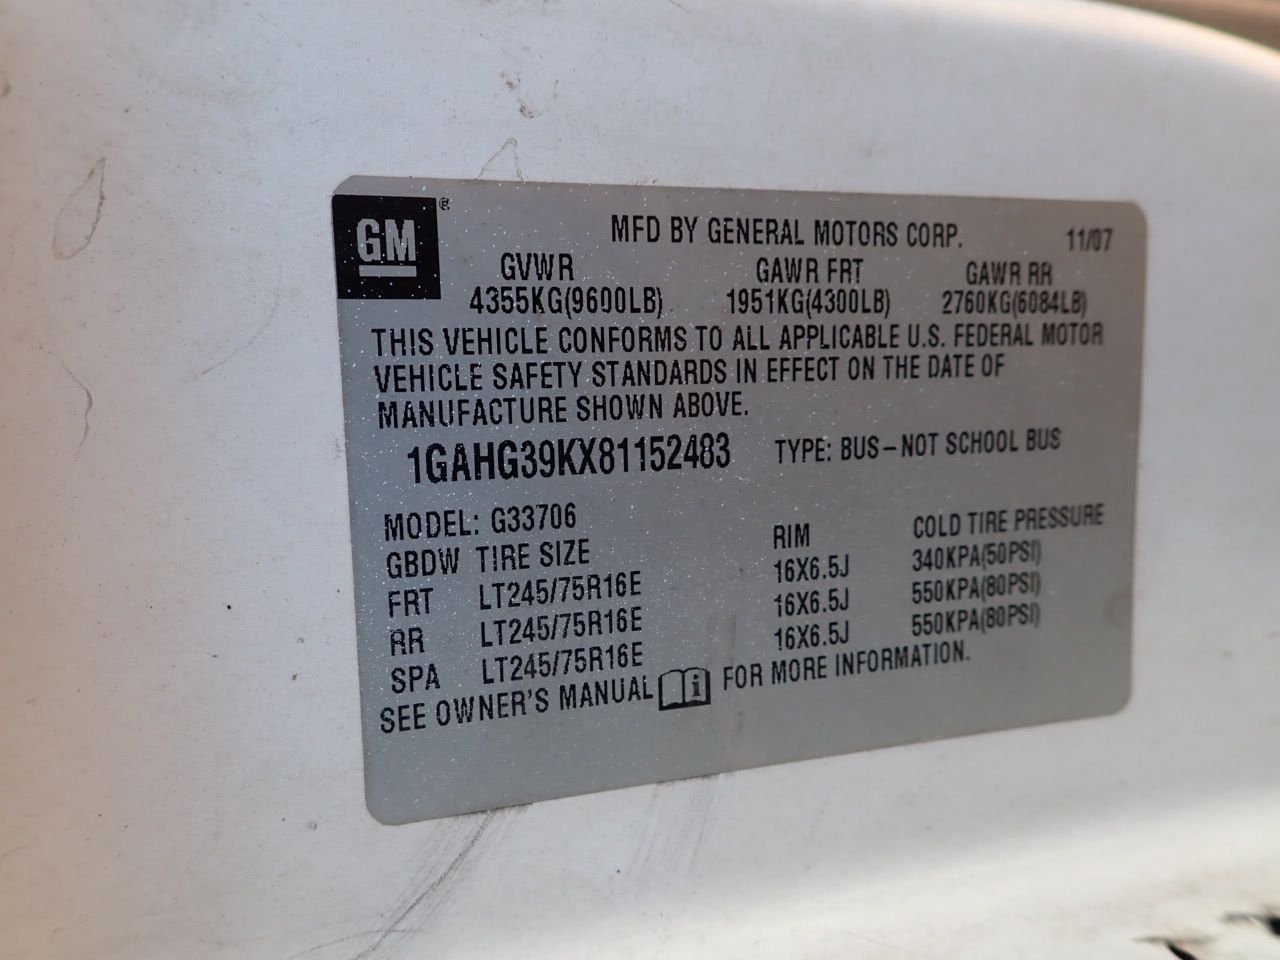 GM ®
MFD BY GENERAL MOTORS CORP. 11/07
GVWR GAWR FRT GAWR RR
4355KG(9600LB) 1951KG(4300LB) 2760KG(6084LB)
THIS VEHICLE CONFORMS TO ALL APPLICABLE U.S. FEDERAL MOTOR
VEHICLE SAFETY STANDARDS IN EFFECT ON THE DATE OF
MANUFACTURE SHOWN ABOVE.
1GAHG39KX81152483 TYPE: BUS-NOT SCHOOL BUS
MODEL: G33706
GBDW TIRE SIZE RIM COLD TIRE PRESSURE
FRT LT245/75R16E 16X6.5J 340KPA(50PSI)
RR LT245/75R16E 16X6.5J 550KPA(80PSI)
SPA LT245/75R16E 16X6.5J 550KPA(80PSI)
SEE OWNER'S MANUAL i FOR MORE INFORMATION.